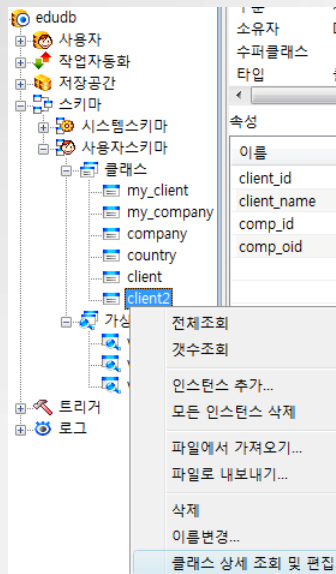 edudb
사용자
작업자동화
저장공간
스키마
시스템스키마
사용자스키마
클래스
my_client
my_company
company
country
client
client2
트리거
로그
소유자
수퍼클래스
타입
속성
이름
client_id
client_name
comp_id
comp_oid
전체조회
갯수조회
인스턴스 추가...
모든 인스턴스 삭제
파일에서 가져오기...
파일로 내보내기...
삭제
이름변경...
클래스 상세 조회 및 편집